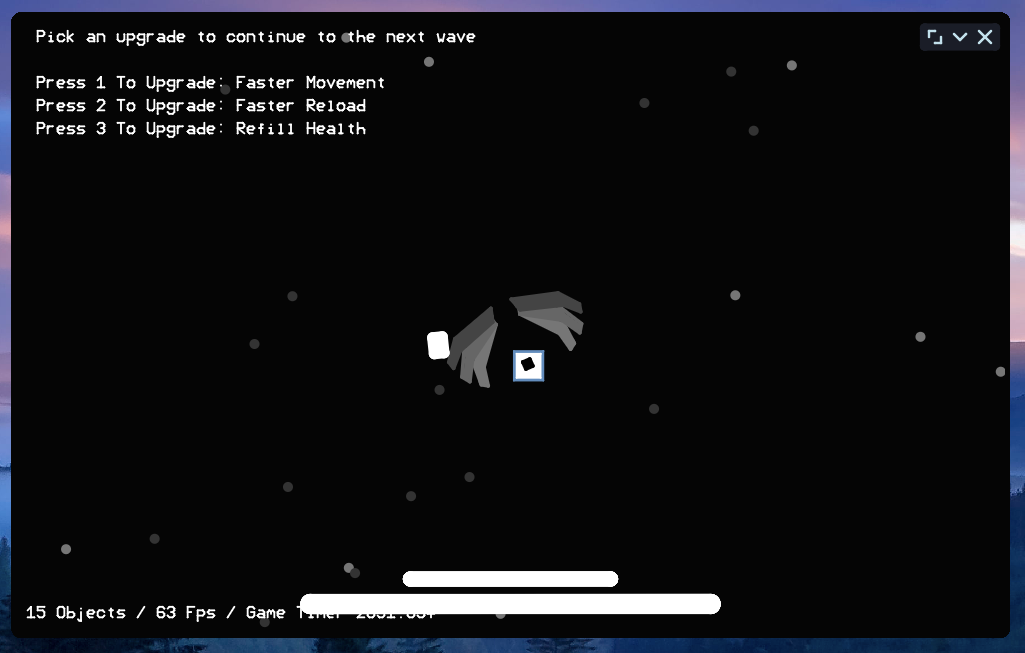 Pick an upgrade to continue to the next wave
Press 1 To Upgrade: Faster Movement
Press 2 To Upgrade: Faster Reload
Press 3 To Upgrade: Refill Health
15 Objects / 63 Fps / Game Timer